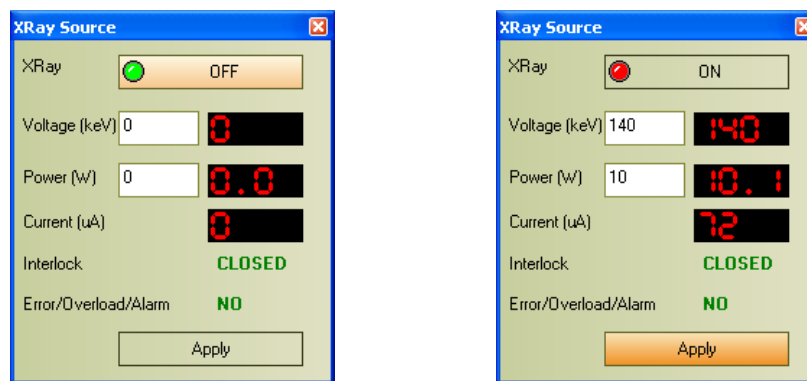 XRay Source
XRay OFF
Voltage (keV) 0 0
Power (W) 0 0.0
Current (uA) 0
Interlock CLOSED
Error/Overload/Alarm NO
Apply
XRay Source
XRay ON
Voltage (keV) 140 140
Power (W) 10 10.1
Current (uA) 72
Interlock CLOSED
Error/Overload/Alarm NO
Apply